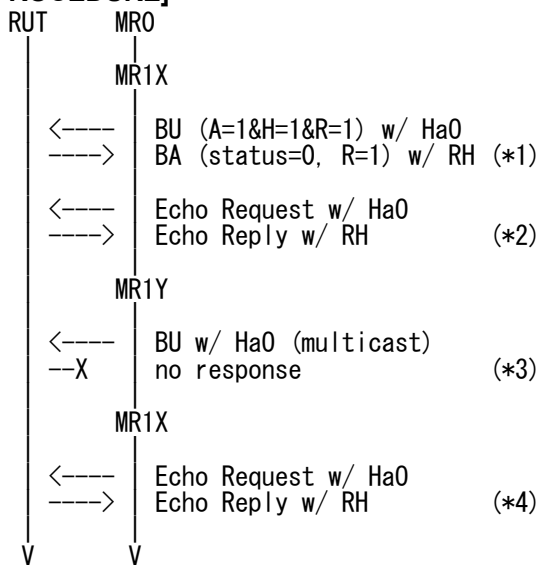 RUT MR0
MR1X
<---- BU (A=1&H=1&R=1) w/ HaO
----> BA (status=0, R=1) w/ RH (*1)
<---- Echo Request w/ HaO
----> Echo Reply w/ RH (*2)
MR1Y
<---- BU w/ HaO (multicast)
--X no response (*3)
MR1X
<---- Echo Request w/ HaO
----> Echo Reply w/ RH (*4)
V V